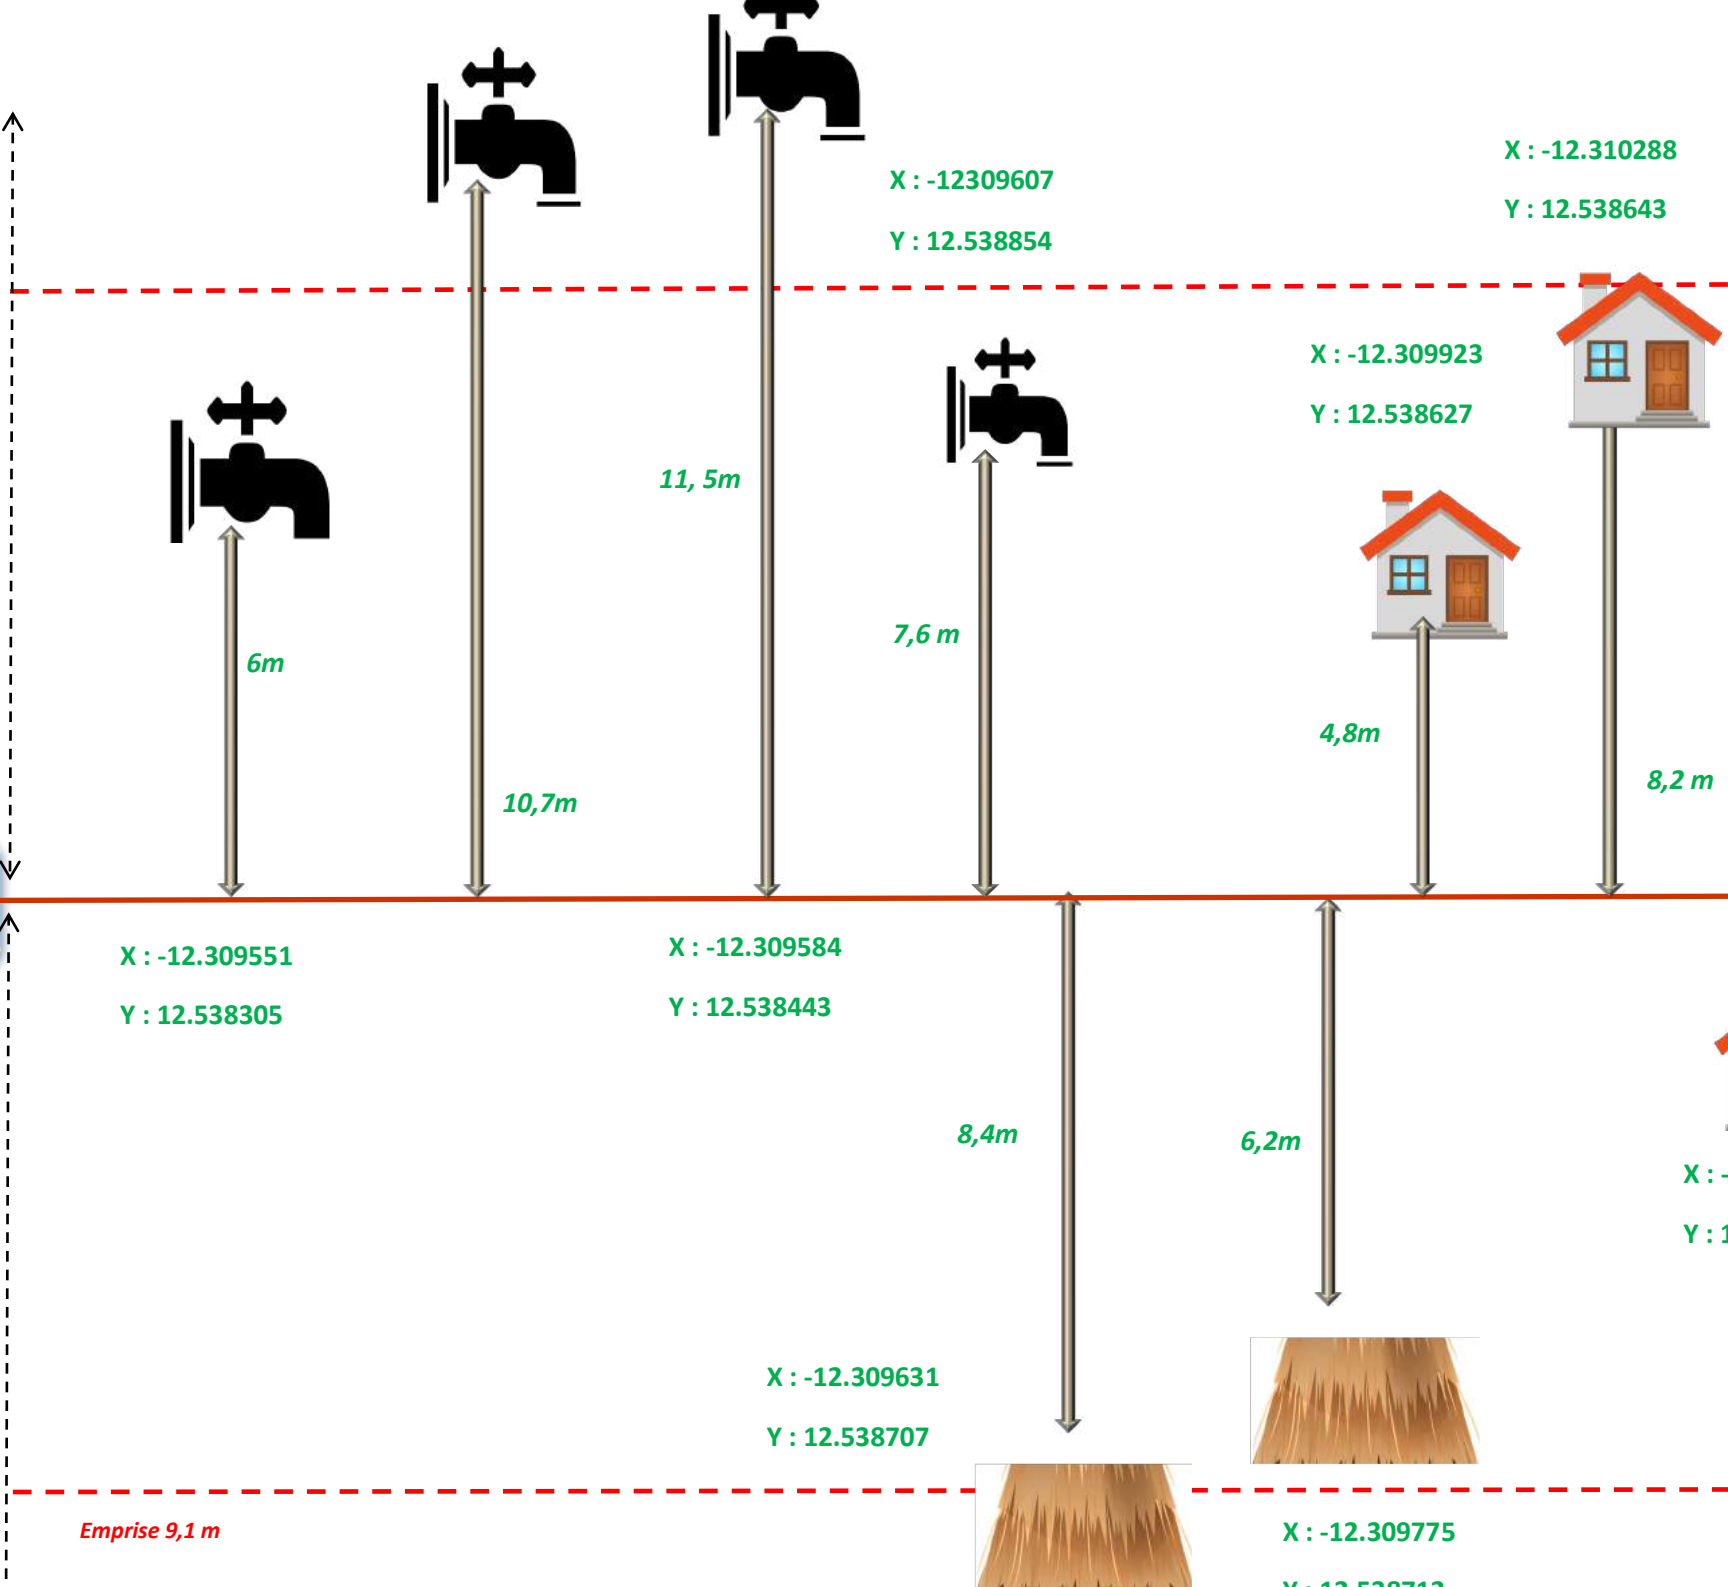 X : -12309607
Y : 12.538854
X : -12.310288
Y : 12.538643
X : -12.309923
Y : 12.538627
11, 5m
7,6 m
6m
4,8m
8,2 m
10,7m
X : -12.309551
Y : 12.538305
X : -12.309584
Y : 12.538443
8,4m
6,2m
X : -
Y : 1
X : -12.309631
Y : 12.538707
Emprise 9,1 m
X : -12.309775